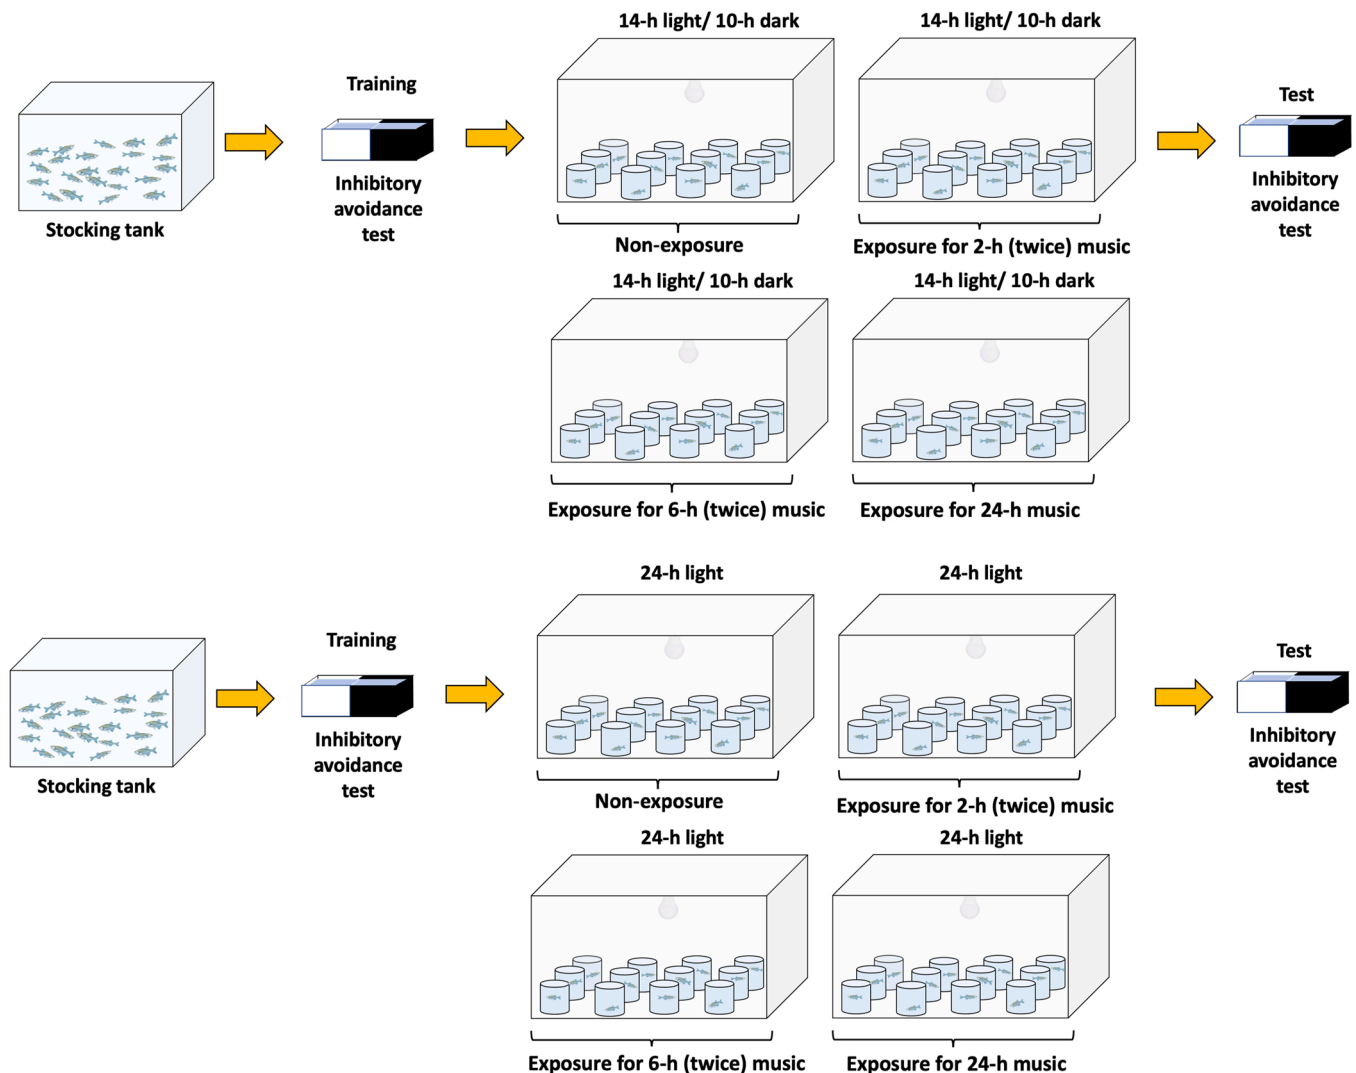 14-h light/ 10-h dark
14-h light/ 10-h dark
Training
Test
Inhibitory
avoidance
test
Inhibitory
avoidance
test
Stocking tank
Non-exposure
Exposure for 2-h (twice) music
14-h light/ 10-h dark
14-h light/ 10-h dark
Exposure for 6-h (twice) music
Exposure for 24-h music
24-h light
24-h light
Training
Test
Inhibitory
avoidance
test
Inhibitory
avoidance
test
Stocking tank
Non-exposure
Exposure for 2-h (twice) music
24-h light
24-h light
Exposure for 6-h (twice) music
Exposure for 24-h music